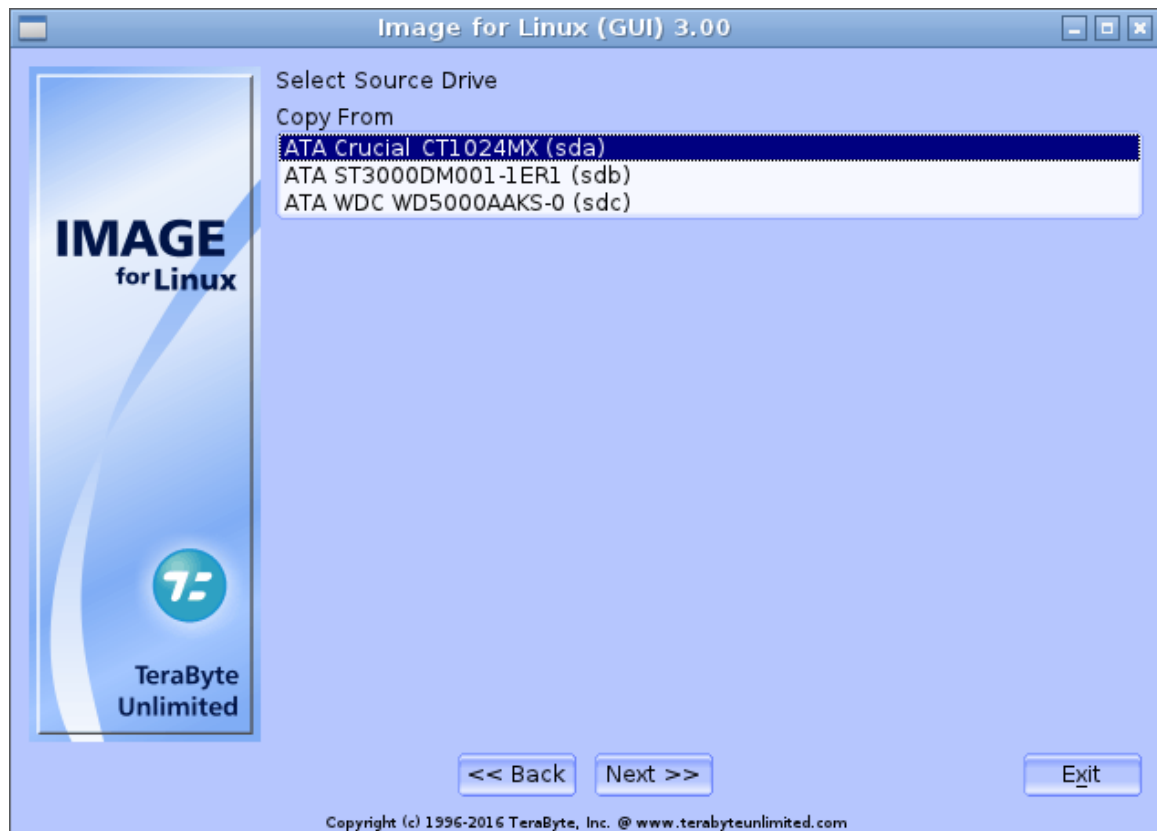 Image for Linux (GUI) 3.00
Select Source Drive
Copy From
ATA Crucial CT1024MX (sda)
ATA ST3000DM001-1ER1 (sdb)
ATA WDC WD5000AAKS-0 (sdc)
IMAGE
for Linux
TeraByte
Unlimited
<< Back
Next >>
Exit
Copyright (c) 1996-2016 TeraByte, Inc. @ www.terabyteunlimited.com